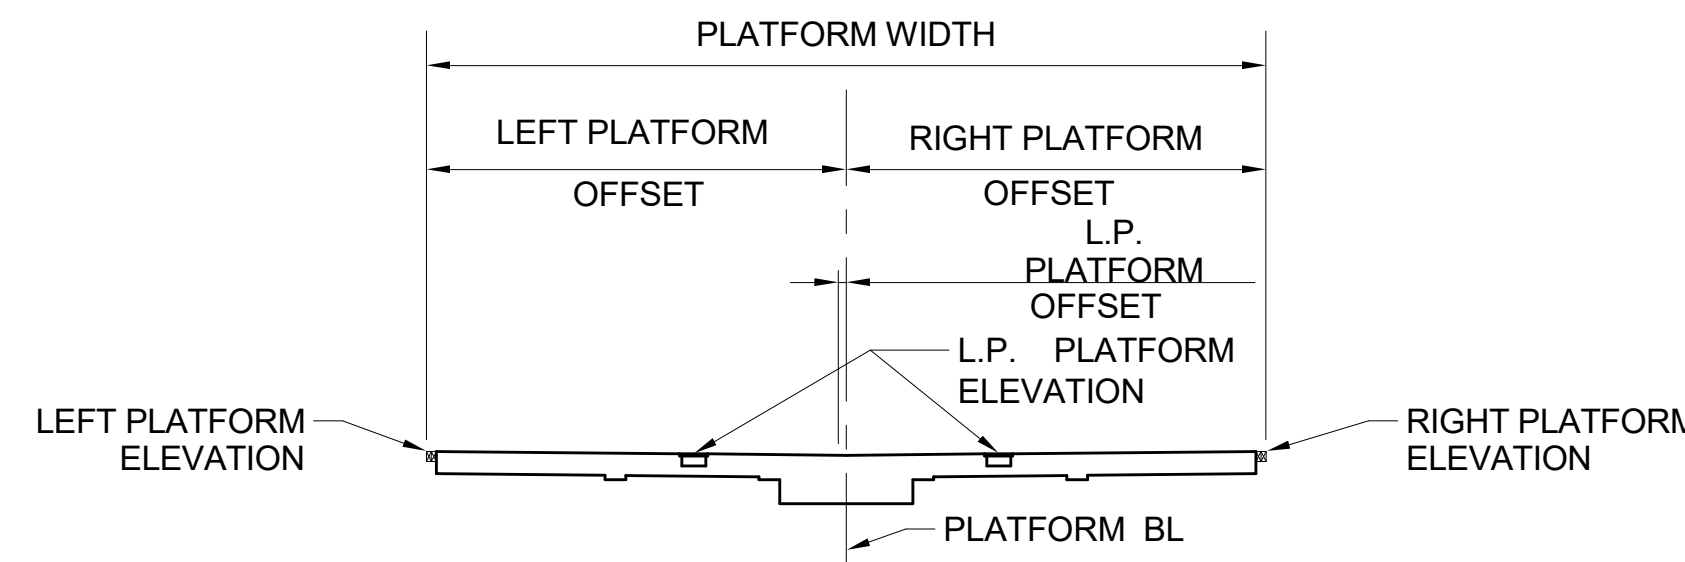 PLATFORM WIDTH
LEFT PLATFORM
OFFSET
RIGHT PLATFORM
OFFSET
L.P.
PLATFORM
OFFSET
L.P. PLATFORM
ELEVATION
LEFT PLATFORM
ELEVATION
RIGHT PLATFORM
ELEVATION
PLATFORM BL